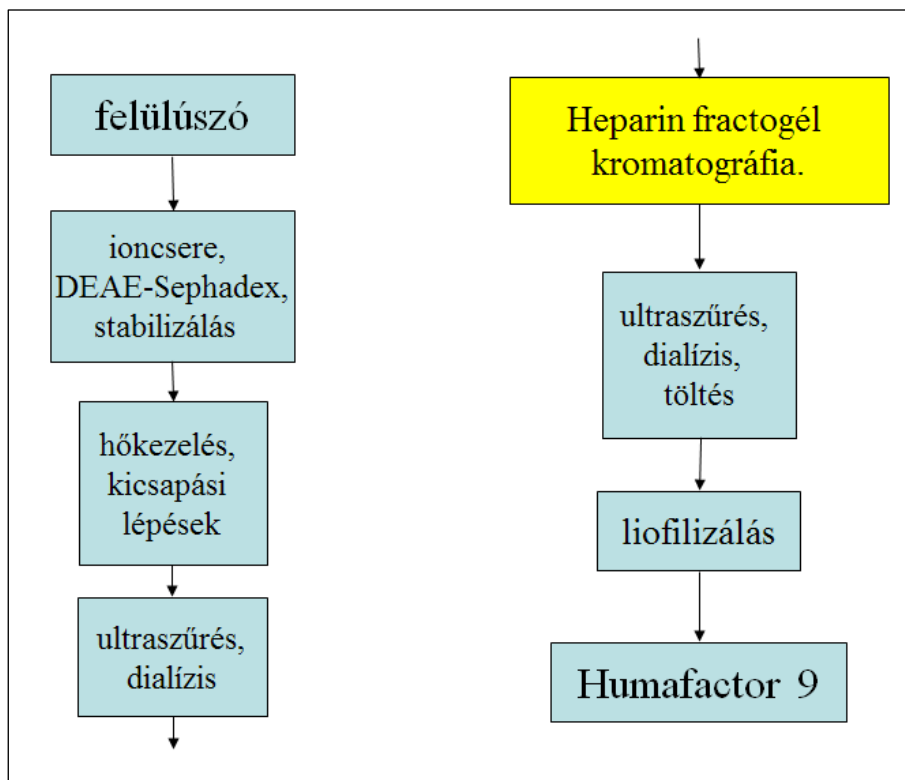 felülúszó
ioncsere,
DEAE-Sephadex,
stabilizálás
hőkezelés,
kicsapási
lépések
ultraszűrés,
dialízis
Heparin fractogél
kromatográfia.
ultraszűrés,
dialízis,
töltés
liofilizálás
Humafactor 9